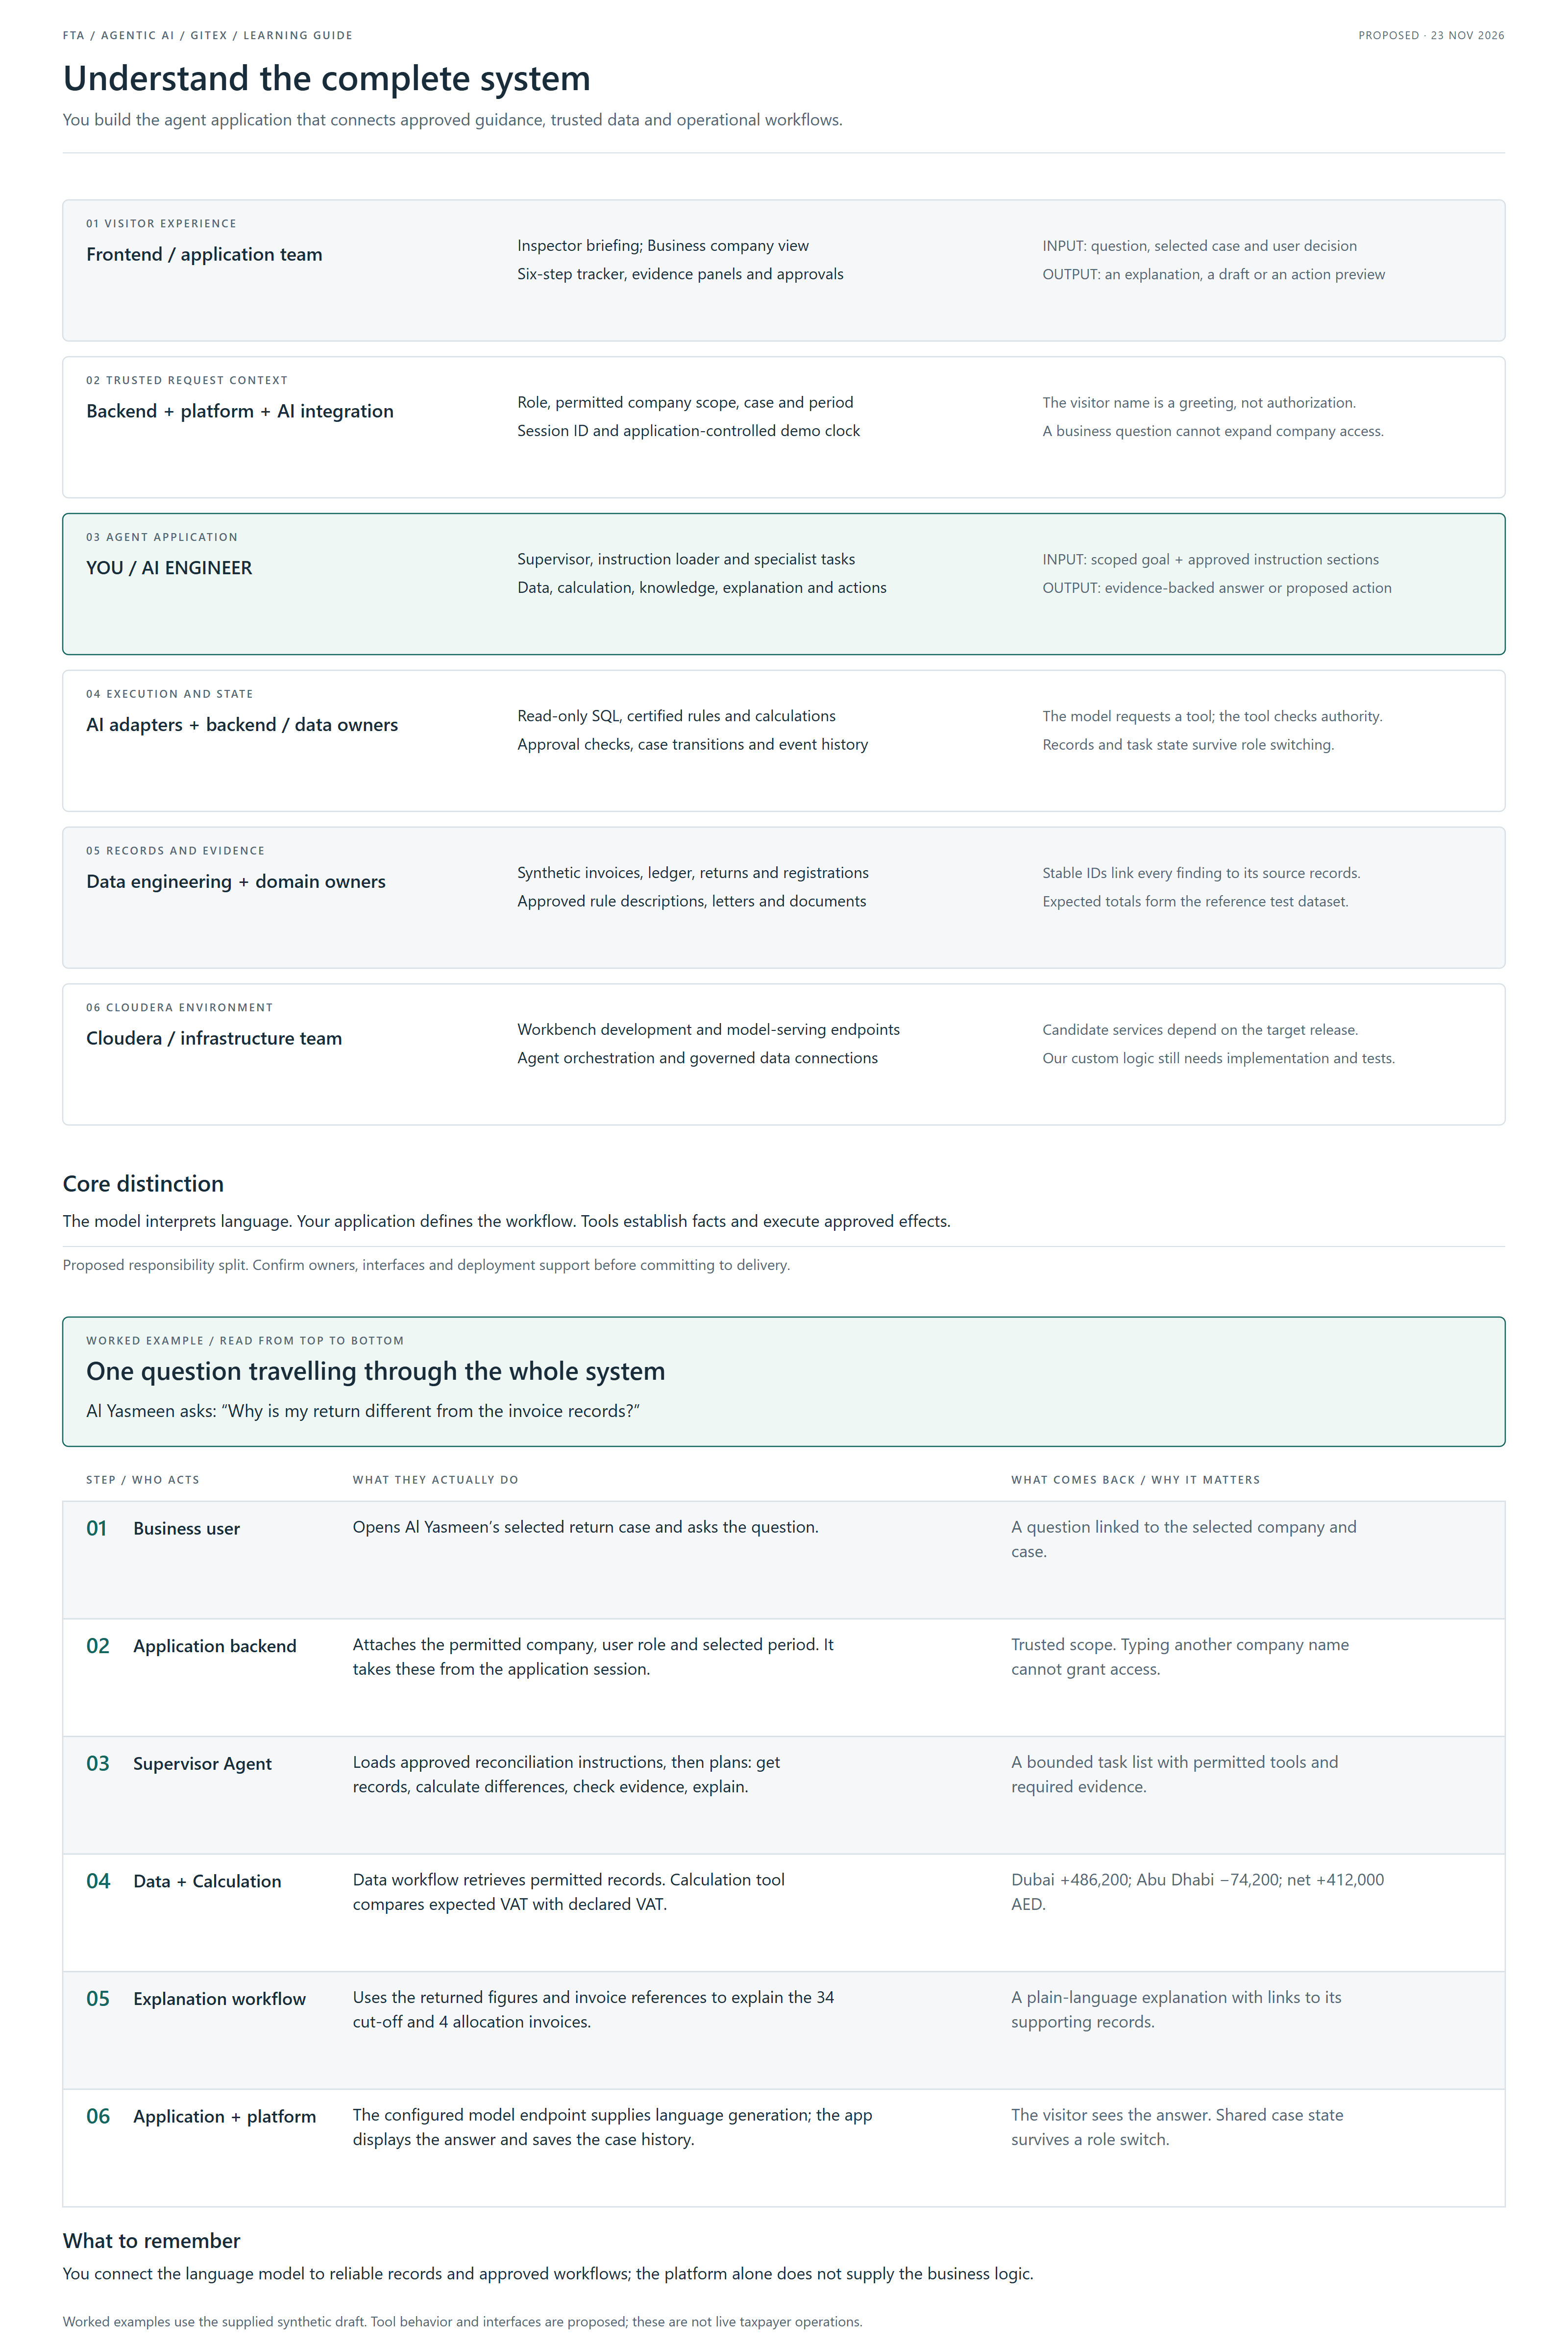 FTA / AGENTIC AI / GITEX / LEARNING GUIDE
PROPOSED · 23 NOV 2026
Understand the complete system
You build the agent application that connects approved guidance, trusted data and operational workflows.
01 VISITOR EXPERIENCE
Frontend / application team
Inspector briefing; Business company view
Six-step tracker, evidence panels and approvals
INPUT: question, selected case and user decision
OUTPUT: an explanation, a draft or an action preview
02 TRUSTED REQUEST CONTEXT
Backend + platform + AI integration
Role, permitted company scope, case and period
Session ID and application-controlled demo clock
The visitor name is a greeting, not authorization.
A business question cannot expand company access.
03 AGENT APPLICATION
YOU / AI ENGINEER
Supervisor, instruction loader and specialist tasks
Data, calculation, knowledge, explanation and actions
INPUT: scoped goal + approved instruction sections
OUTPUT: evidence-backed answer or proposed action
04 EXECUTION AND STATE
AI adapters + backend / data owners
Read-only SQL, certified rules and calculations
Approval checks, case transitions and event history
The model requests a tool; the tool checks authority.
Records and task state survive role switching.
05 RECORDS AND EVIDENCE
Data engineering + domain owners
Synthetic invoices, ledger, returns and registrations
Approved rule descriptions, letters and documents
Stable IDs link every finding to its source records.
Expected totals form the reference test dataset.
06 CLOUDERA ENVIRONMENT
Cloudera / infrastructure team
Workbench development and model-serving endpoints
Agent orchestration and governed data connections
Candidate services depend on the target release.
Our custom logic still needs implementation and tests.
Core distinction
The model interprets language. Your application defines the workflow. Tools establish facts and execute approved effects.
Proposed responsibility split. Confirm owners, interfaces and deployment support before committing to delivery.
WORKED EXAMPLE / READ FROM TOP TO BOTTOM
One question travelling through the whole system
Al Yasmeen asks: “Why is my return different from the invoice records?”
STEP / WHO ACTS
WHAT THEY ACTUALLY DO
WHAT COMES BACK / WHY IT MATTERS
01 Business user
Opens Al Yasmeen’s selected return case and asks the question.
A question linked to the selected company and
case.
02 Application backend
Attaches the permitted company, user role and selected period. It
takes these from the application session.
Trusted scope. Typing another company name
cannot grant access.
03 Supervisor Agent
Loads approved reconciliation instructions, then plans: get
records, calculate differences, check evidence, explain.
A bounded task list with permitted tools and
required evidence.
04 Data + Calculation
Data workflow retrieves permitted records. Calculation tool
compares expected VAT with declared VAT.
Dubai +486,200; Abu Dhabi −74,200; net +412,000
AED.
05 Explanation workflow
Uses the returned figures and invoice references to explain the 34
cut-off and 4 allocation invoices.
A plain-language explanation with links to its
supporting records.
06 Application + platform
The configured model endpoint supplies language generation; the app
displays the answer and saves the case history.
The visitor sees the answer. Shared case state
survives a role switch.
What to remember
You connect the language model to reliable records and approved workflows; the platform alone does not supply the business logic.
Worked examples use the supplied synthetic draft. Tool behavior and interfaces are proposed; these are not live taxpayer operations.